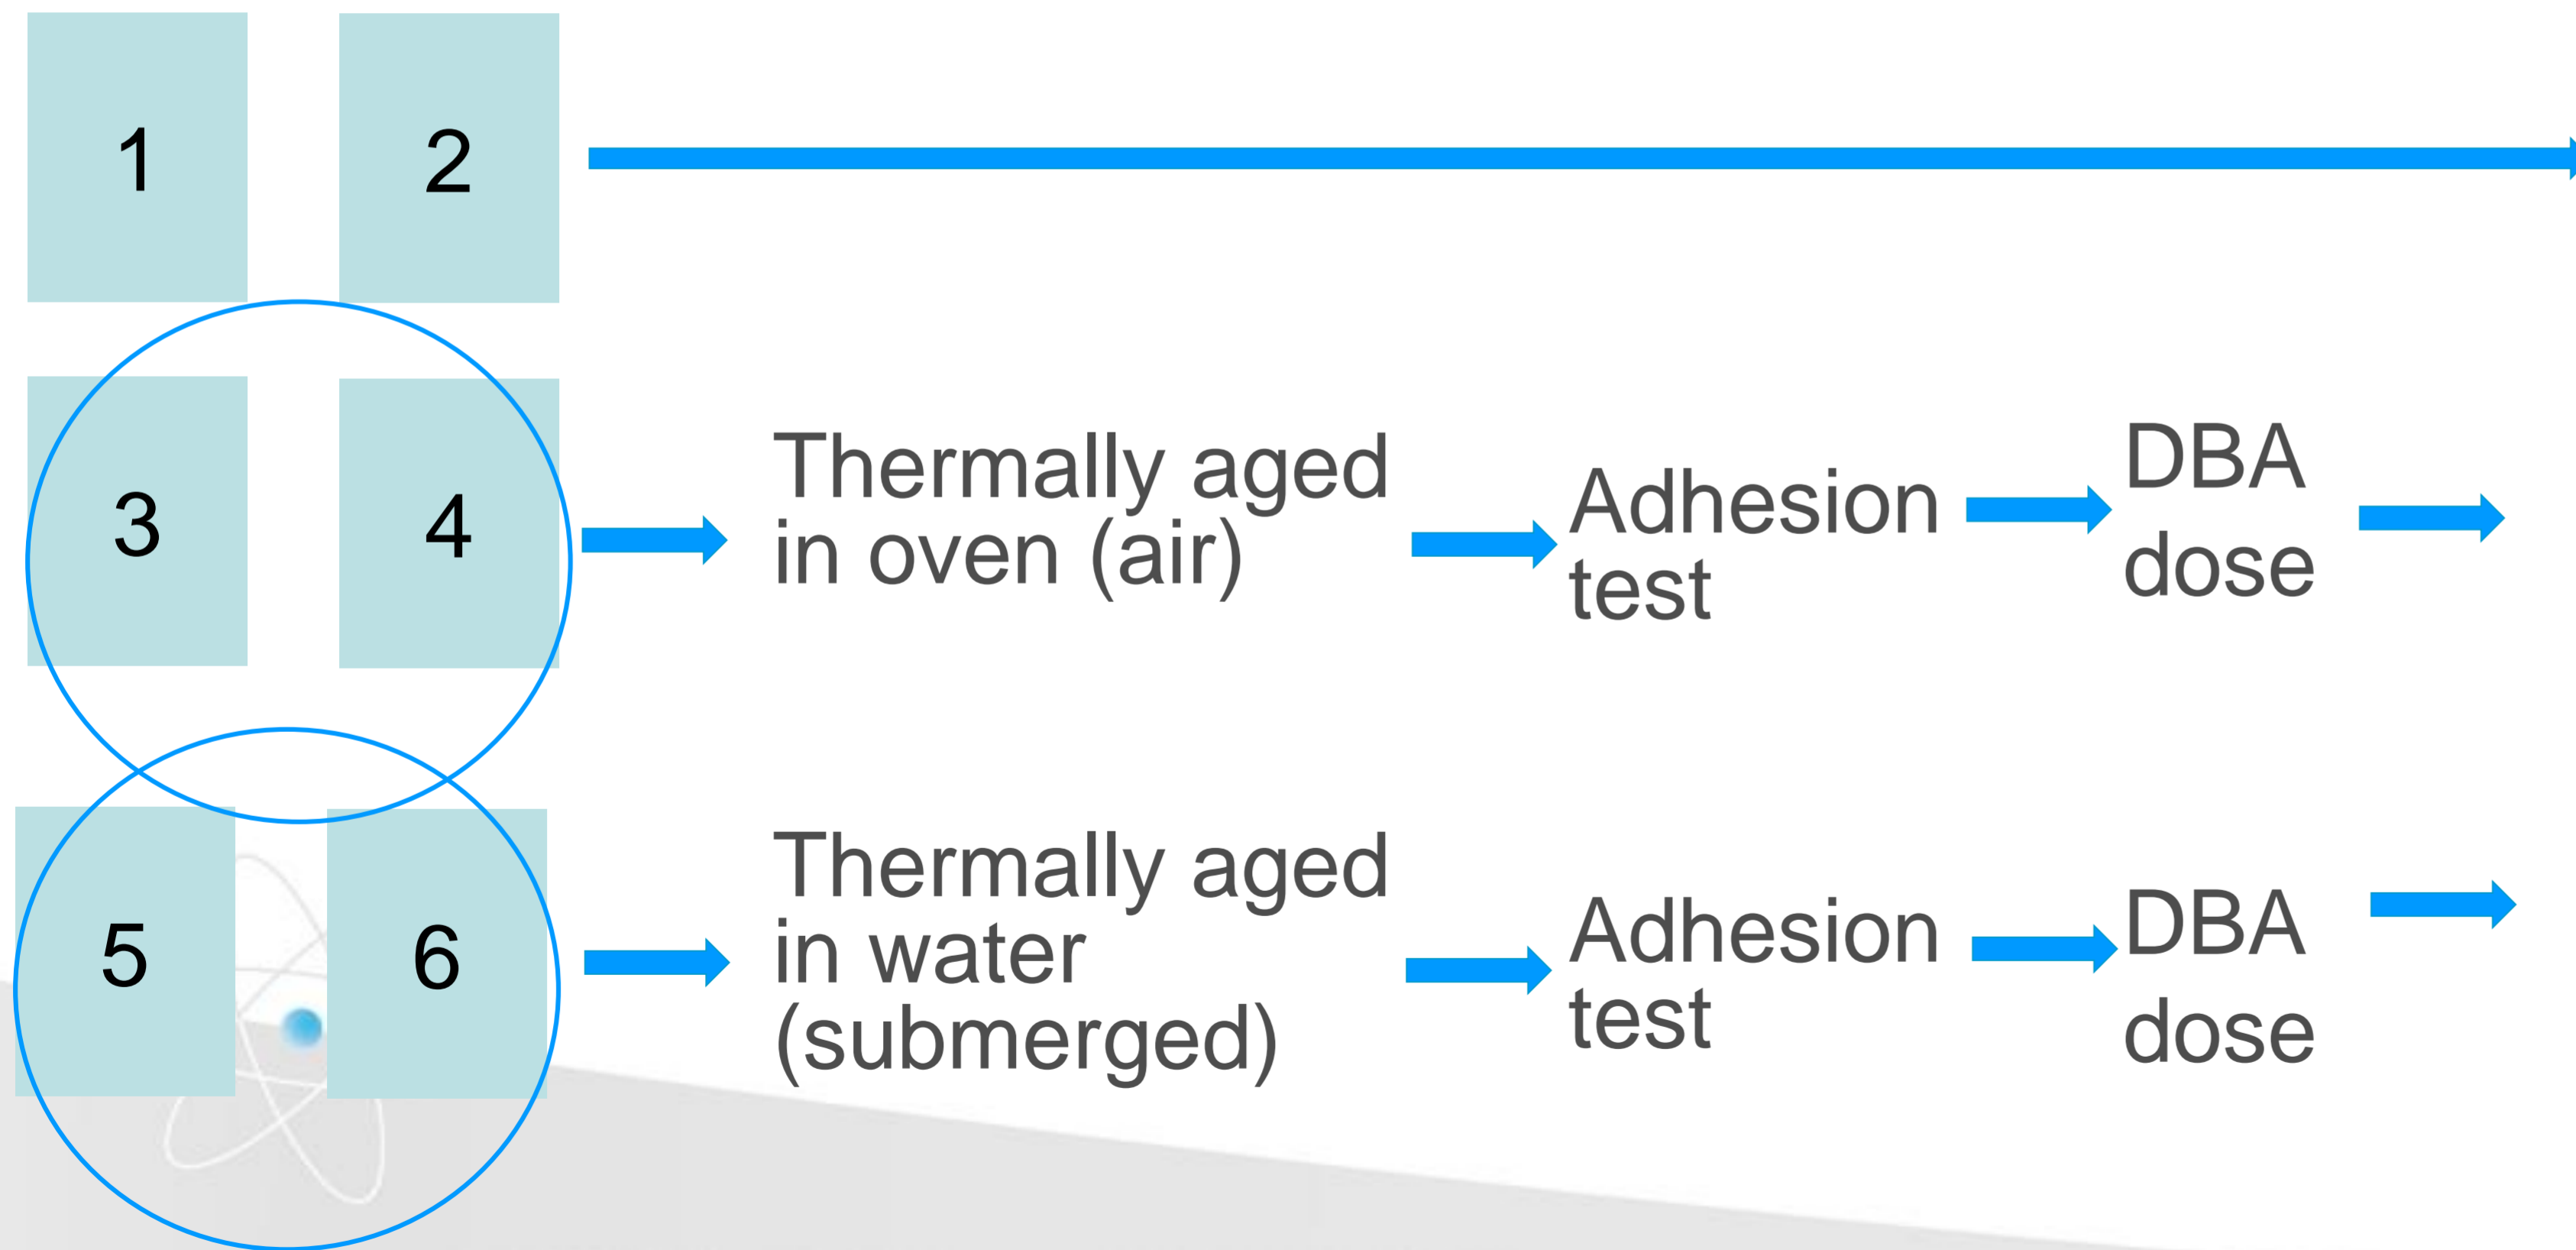 1
2
3
4
Thermally aged
in oven (air)
Adhesion
test
DBA
dose
5
6
Thermally aged
in water
(submerged)
Adhesion
test
DBA
dose